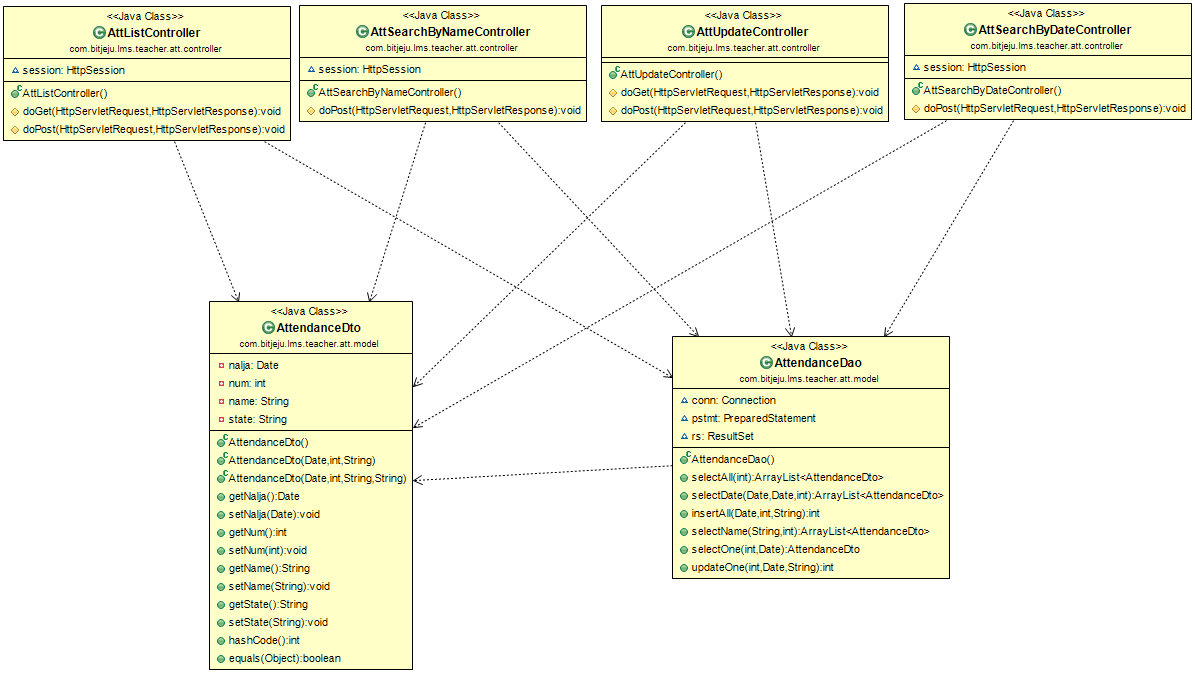 <<Java Class>>
AttListController
com.bitjeju.lms.teacher.att.controller
session: HttpSession
AttListController()
doGet(HttpServletRequest,HttpServletResponse):void
doPost(HttpServletRequest,HttpServletResponse):void
<<Java Class>>
AttSearchByNameController
com.bitjeju.lms.teacher.att.controller
session: HttpSession
AttSearchByNameController()
doPost(HttpServletRequest,HttpServletResponse):void
<<Java Class>>
AttUpdateController
com.bitjeju.lms.teacher.att.controller
AttUpdateController()
doGet(HttpServletRequest,HttpServletResponse):void
doPost(HttpServletRequest,HttpServletResponse):void
<<Java Class>>
AttSearchByDateController
com.bitjeju.lms.teacher.att.controller
session: HttpSession
AttSearchByDateController()
doPost(HttpServletRequest,HttpServletResponse):void
<<Java Class>>
AttendanceDto
com.bitjeju.lms.teacher.att.model
nalja: Date
num: int
name: String
state: String
AttendanceDto()
AttendanceDto(Date,int,String)
AttendanceDto(Date,int,String,String)
getNalja():Date
setNalja(Date):void
getNum():int
setNum(int):void
getName():String
setName(String):void
getState():String
setState(String):void
hashCode():int
equals(Object):boolean
<<Java Class>>
AttendanceDao
com.bitjeju.lms.teacher.att.model
conn: Connection
pstmt: PreparedStatement
rs: ResultSet
AttendanceDao()
selectAll(int):ArrayList<AttendanceDto>
selectDate(Date,Date,int):ArrayList<AttendanceDto>
insertAll(Date,int,String):int
selectName(String,int):ArrayList<AttendanceDto>
selectOne(int,Date):AttendanceDto
updateOne(int,Date,String):int